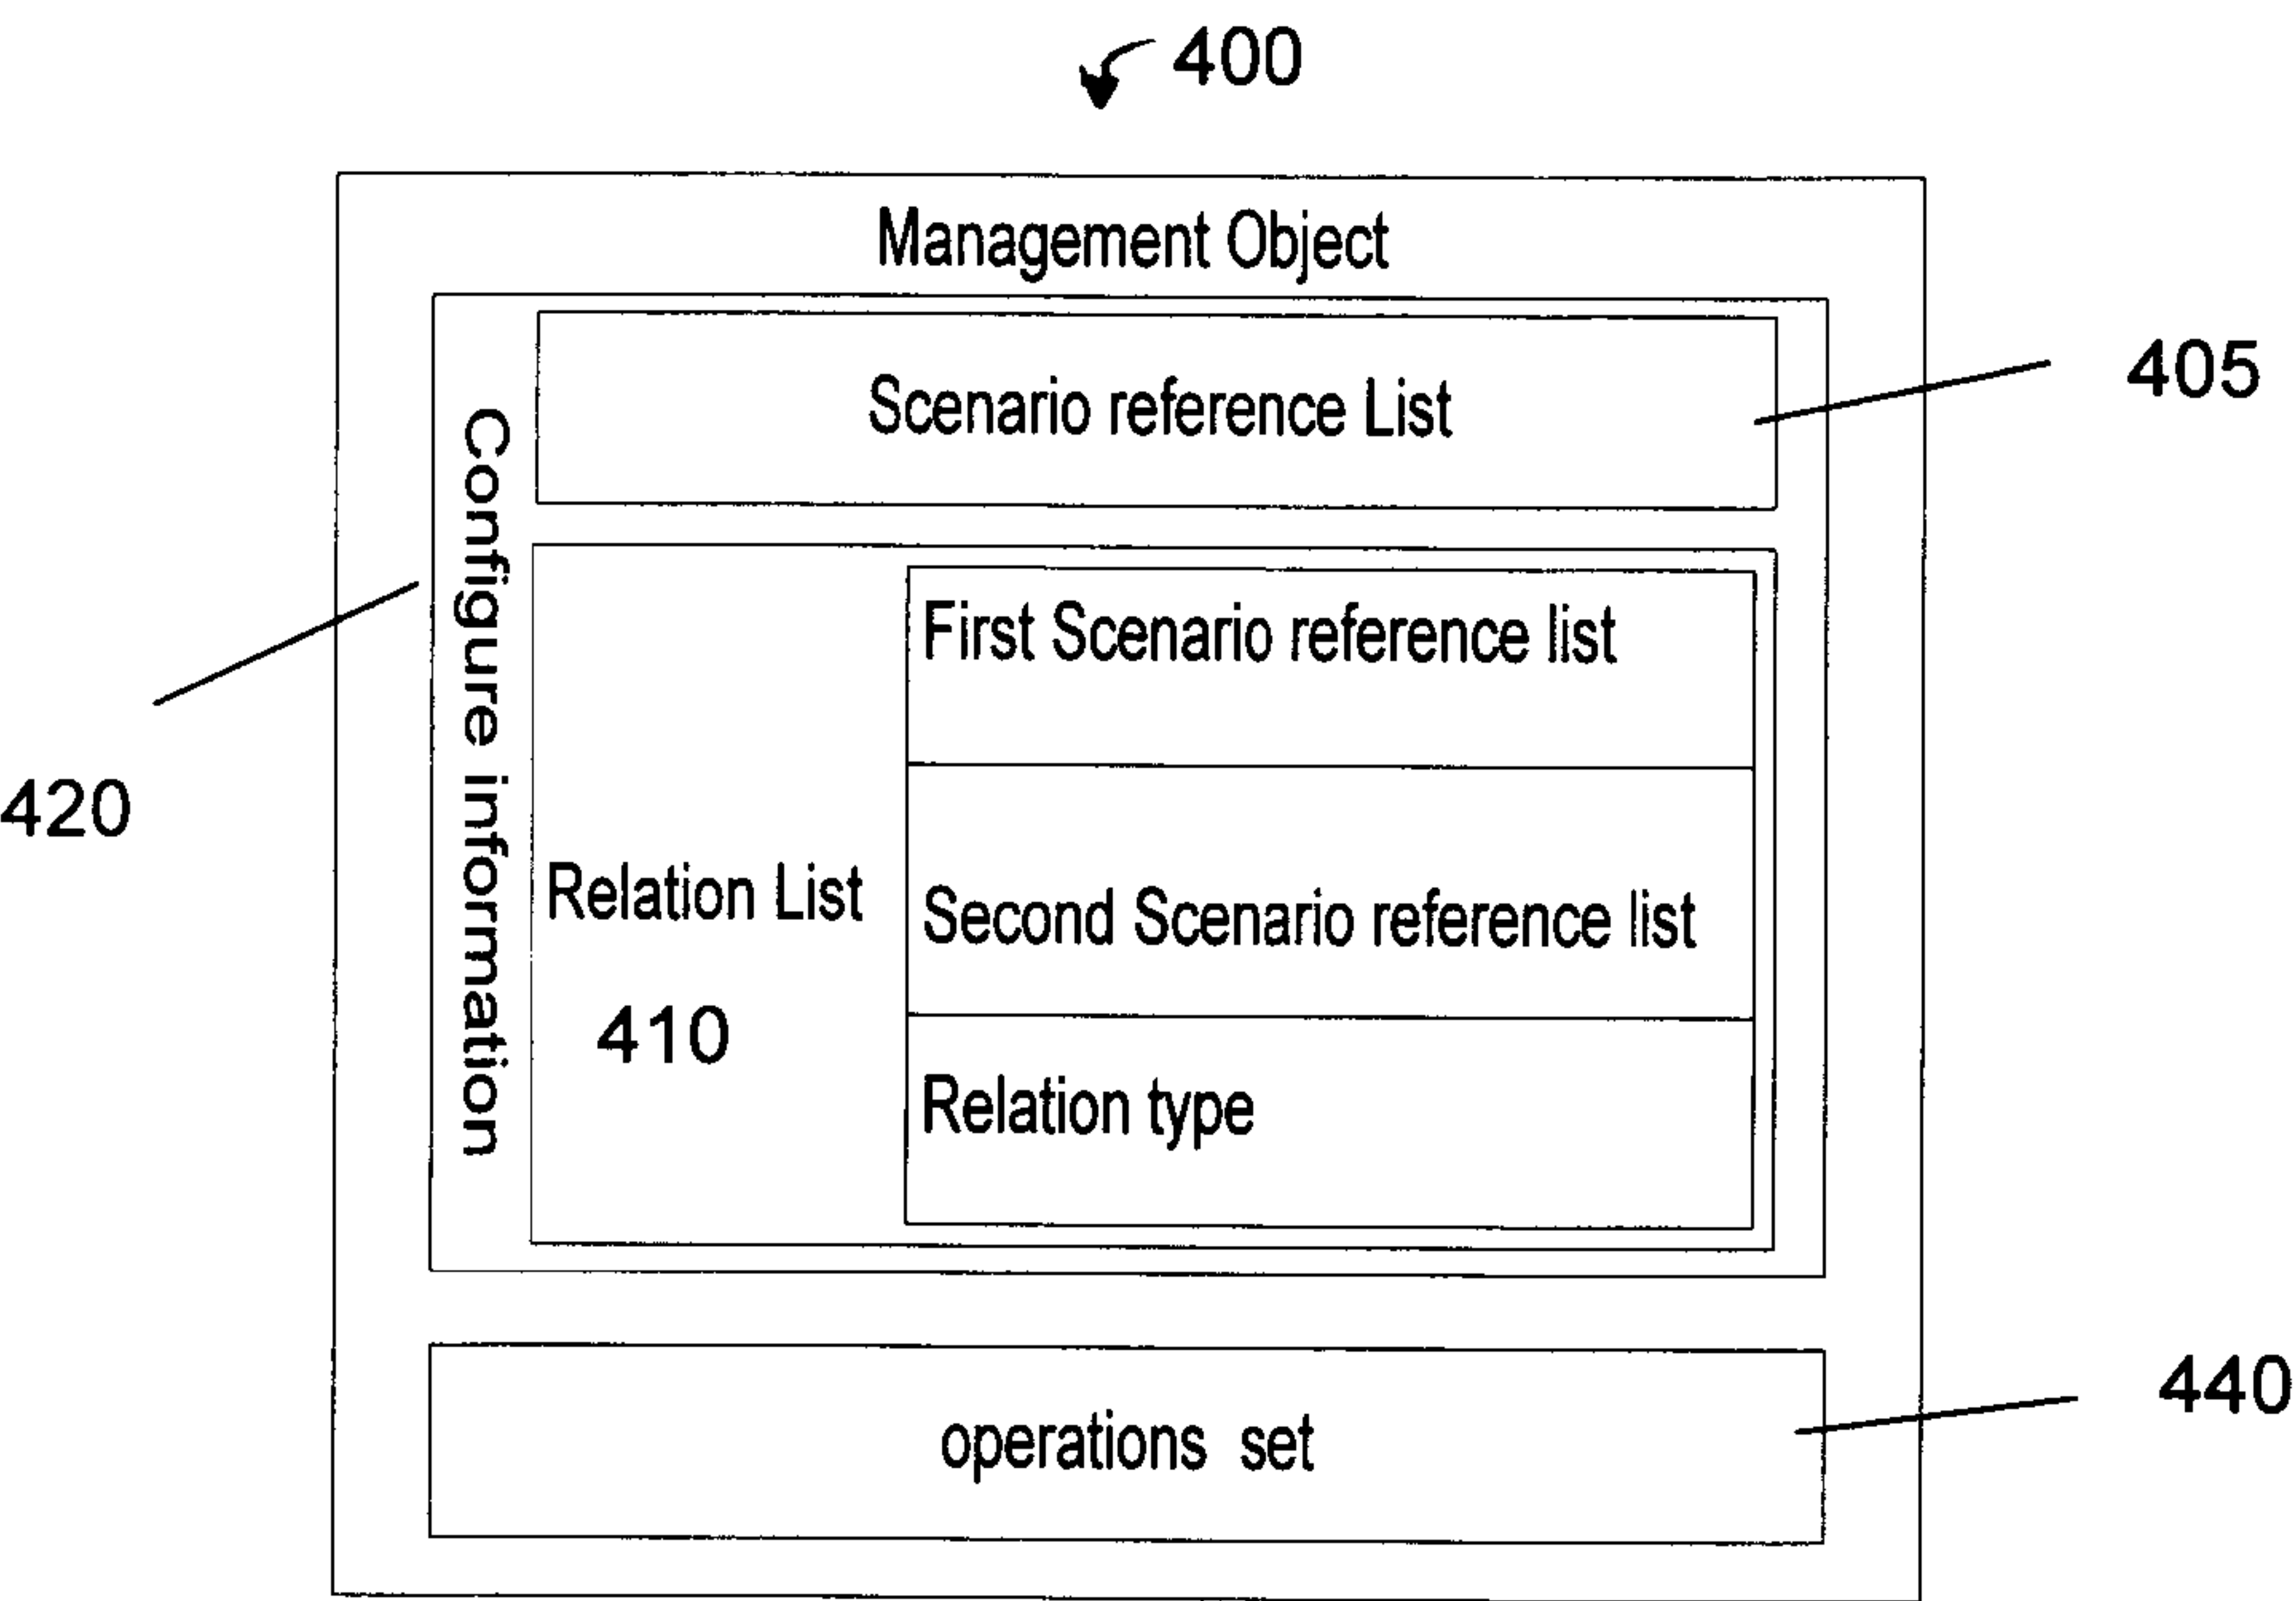 400
Management Object
Scenario reference List
405
Configure information
420
First Scenario reference list
Relation List
410
Second Scenario reference list
Relation type
operations set
440